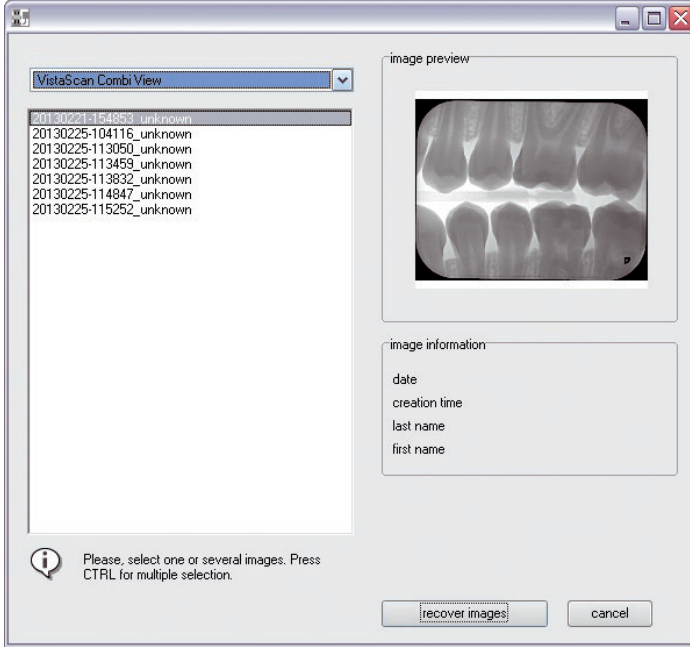 VistaScan Combi View
20130221-154853_unknown
20130225-104116_unknown
20130225-113050_unknown
20130225-113459_unknown
20130225-113832_unknown
20130225-114847_unknown
20130225-115252_unknown
Please, select one or several images. Press
CTRL for multiple selection.
image preview
image information
date
creation time
last name
first name
recover images
cancel